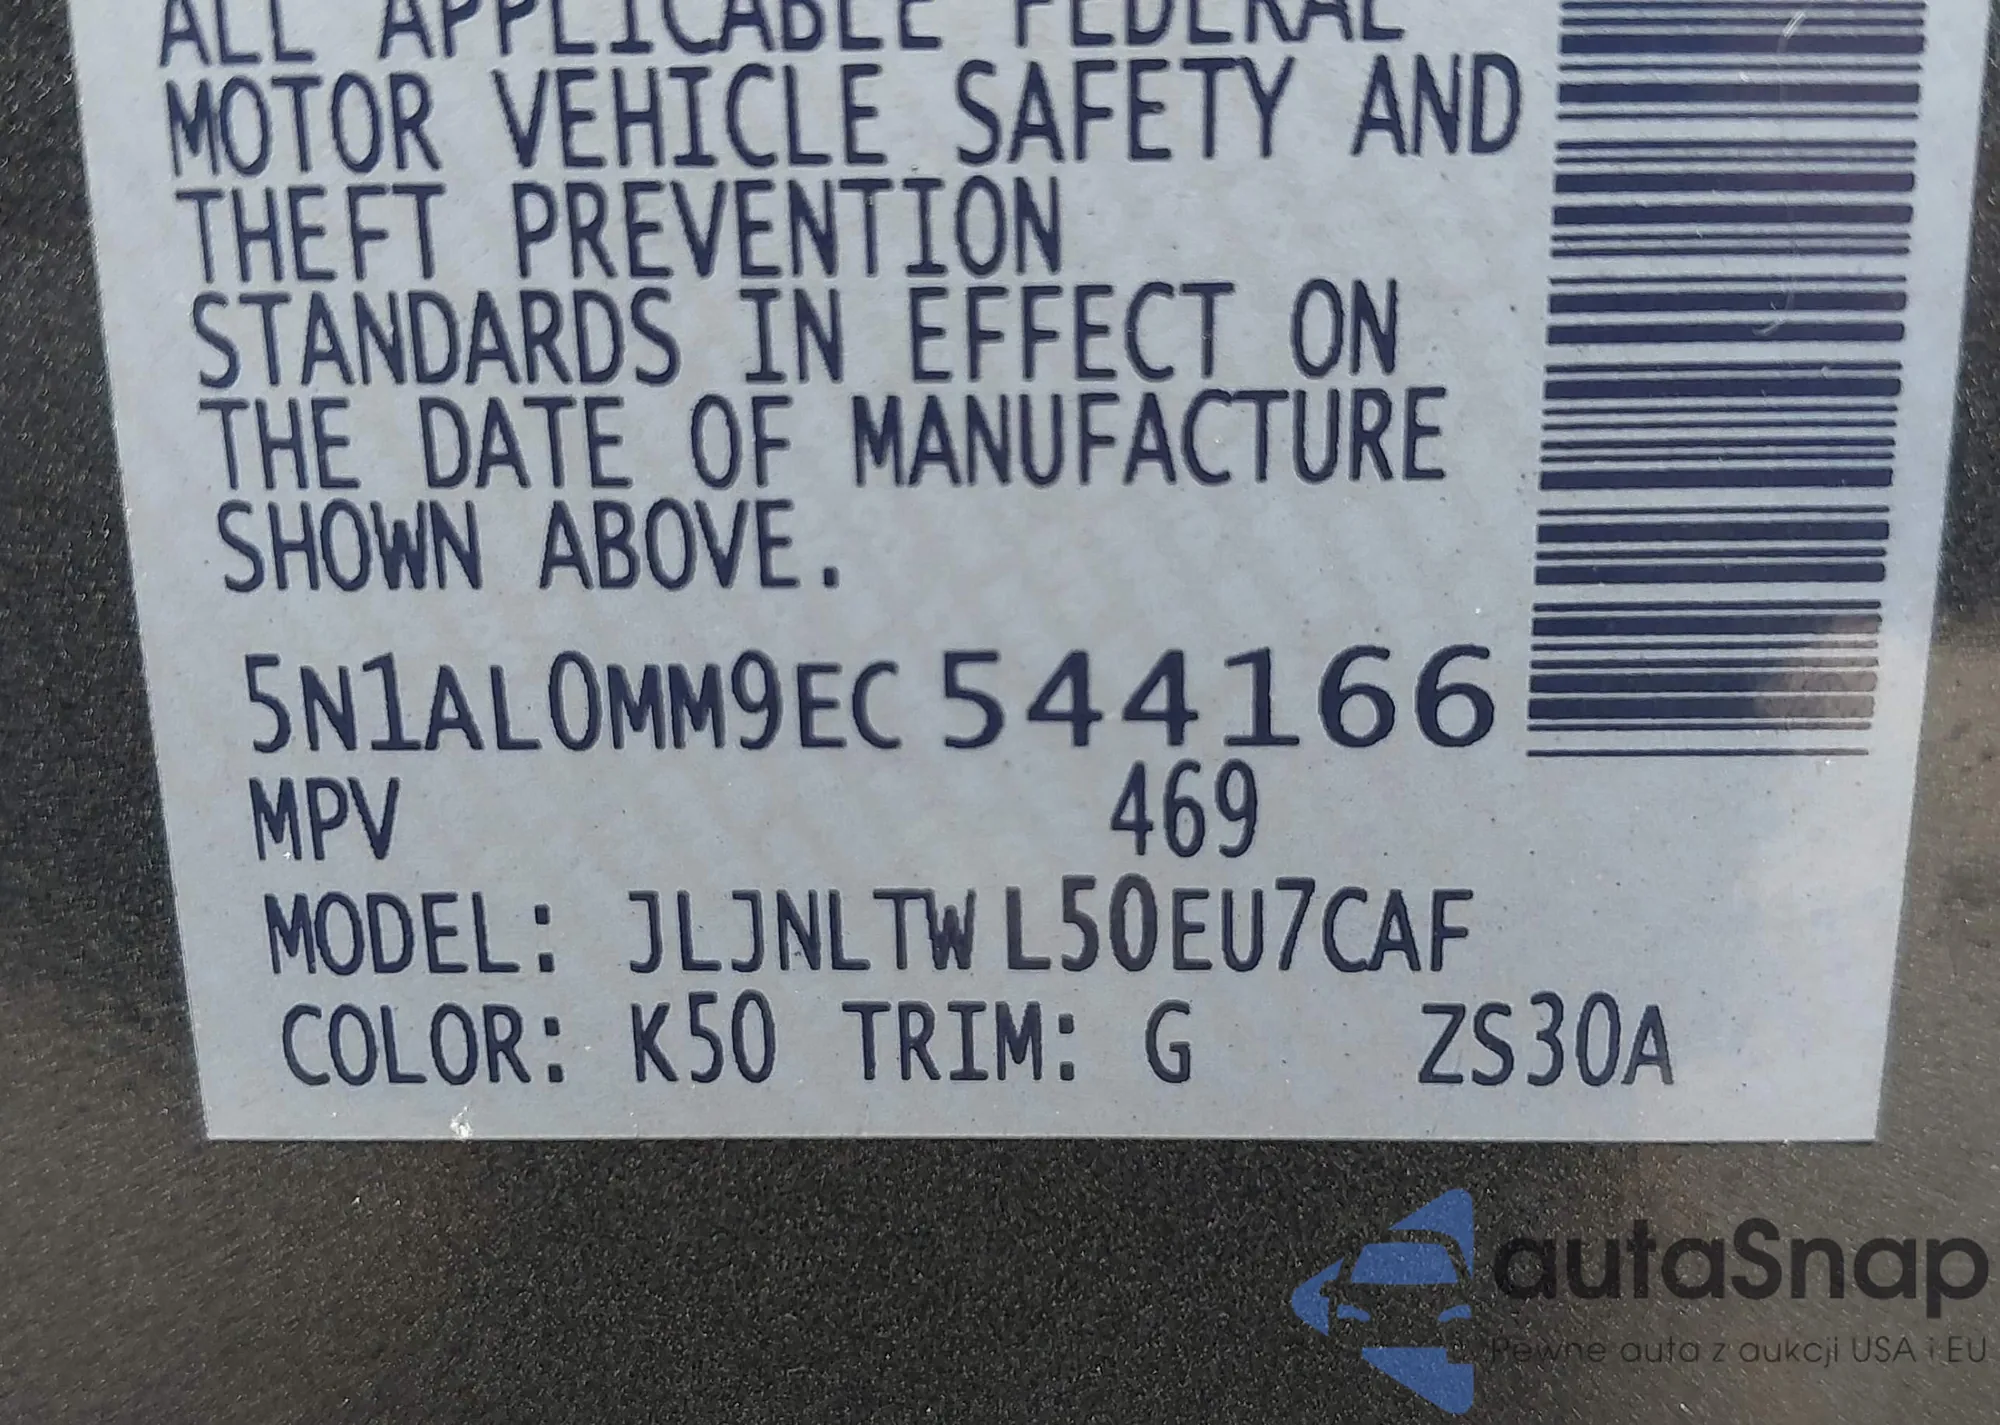 ALL APPLICABLE FEDERAL
MOTOR VEHICLE SAFETY AND
THEFT PREVENTION
STANDARDS IN EFFECT ON
THE DATE OF MANUFACTURE
SHOWN ABOVE.
5N1AL0MM9EC544166
MPV 469
MODEL: JLJNLTWL50EU7CAF
COLOR: K50 TRIM: G ZS30A
autaSnap
Pewne auta z aukcji USA i EU